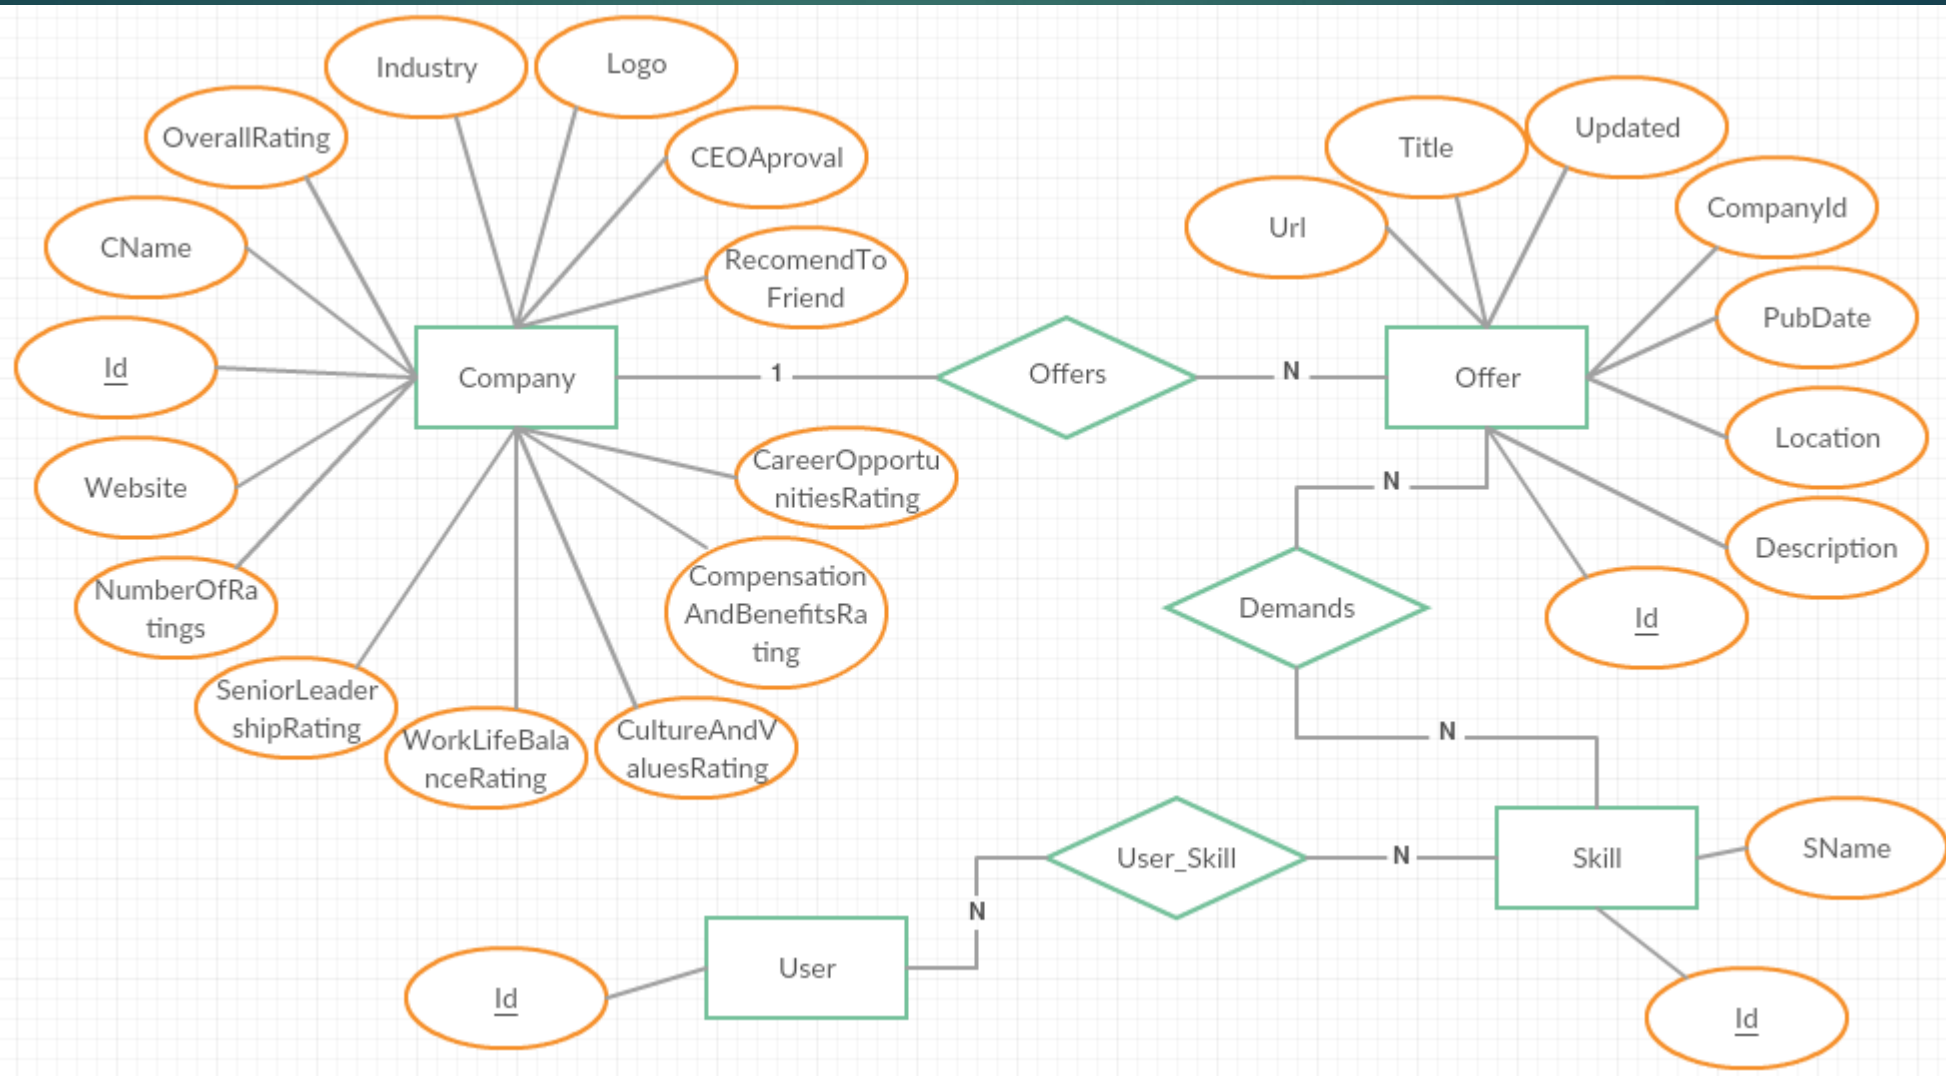 Industry
Logo
OverallRating
CEOAproval
CName
RecomendTo
Friend
Id
Company
Website
NumberOfRa
tings
SeniorLeader
shipRating
WorkLifeBala
nceRating
CultureAndV
aluesRating
Compensation
AndBenefitsRa
ting
CareerOpportu
nitiesRating
1
Offers
N
Offer
Url
Title
Updated
CompanyId
PubDate
Location
Description
Id
N
Demands
N
Skill
SName
Id
N
User_Skill
N
User
Id